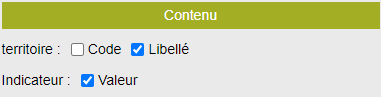 Contenu
territoire : Code Libellé
Indicateur : Valeur